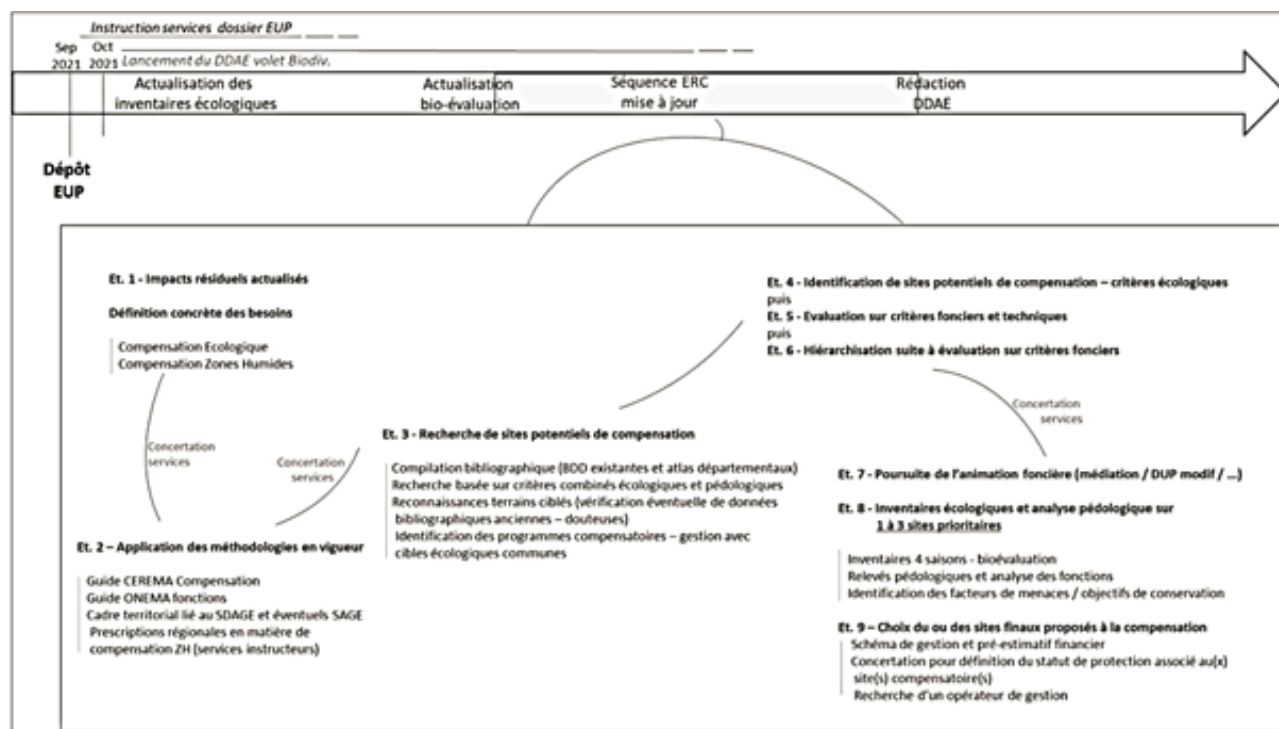 Instruction services dossier EUP
Sep
2021
Oct
2021
Lancement du DDAE volet Biodiv.
Actualisation des
inventaires écologiques
Actualisation
bio-évaluation
Séquence ERC
mise à jour
Rédaction
DDAE
Dépôt
EUP
Et. 1 - Impacts résiduels actualisés
Définition concrète des besoins
Compensation Ecologique
Compensation Zones Humides
Concertation
services
Et. 2 – Application des méthodologies en vigueur
Guide CEREMA Compensation
Guide ONEMA fonctions
Cadre territorial lié au SDAGE et éventuels SAGE
Prescriptions régionales en matière de
compensation ZH (services instructeurs)
Concertation
services
Et. 3 - Recherche de sites potentiels de compensation
Compilation bibliographique (BDD existantes et atlas départementaux)
Recherche basée sur critères combinés écologiques et pédologiques
Reconnaissances terrains ciblés (vérification éventuelle de données
bibliographiques anciennes – douteuses)
Identification des programmes compensatoires – gestion avec
cibles écologiques communes
Et. 4 - Identification de sites potentiels de compensation – critères écologiques
puis
Et. 5 - Evaluation sur critères fonciers et techniques
puis
Et. 6 - Hiérarchisation suite à évaluation sur critères fonciers
Concertation
services
Et. 7 - Poursuite de l'animation foncière (médiation / DUP modif / ...)
Et. 8 - Inventaires écologiques et analyse pédologique sur
1 à 3 sites prioritaires
Inventaires 4 saisons - bioévaluation
Relevés pédologiques et analyse des fonctions
Identification des facteurs de menaces / objectifs de conservation
Et. 9 – Choix du ou des sites finaux proposés à la compensation
Schéma de gestion et pré-estimatif financier
Concertation pour définition du statut de protection associé au(x)
site(s) compensatoire(s)
Recherche d'un opérateur de gestion